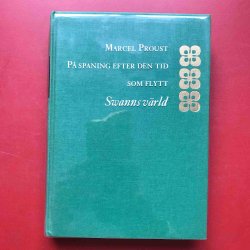 MARCEL PROUST
PÅ SPANING EFTER DEN TID
SOM FLYTT
Swanns värld